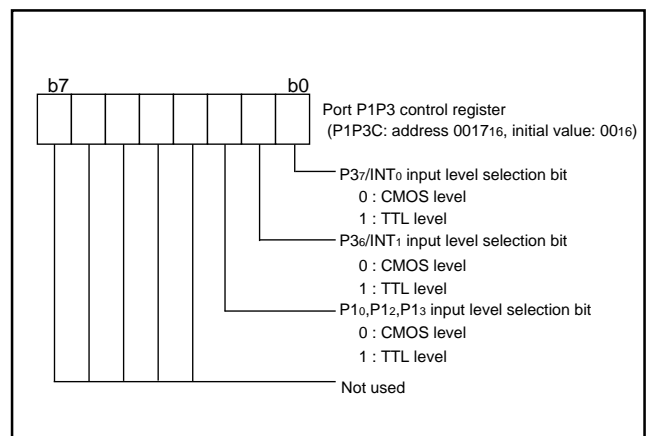 b7 b0
Port P1P3 control register
(P1P3C: address 0017₁₆, initial value: 00₁₆)
P3₇/INT₀ input level selection bit
0 : CMOS level
1 : TTL level
P3₆/INT₁ input level selection bit
0 : CMOS level
1 : TTL level
P1₀,P1₂,P1₃ input level selection bit
0 : CMOS level
1 : TTL level
Not used